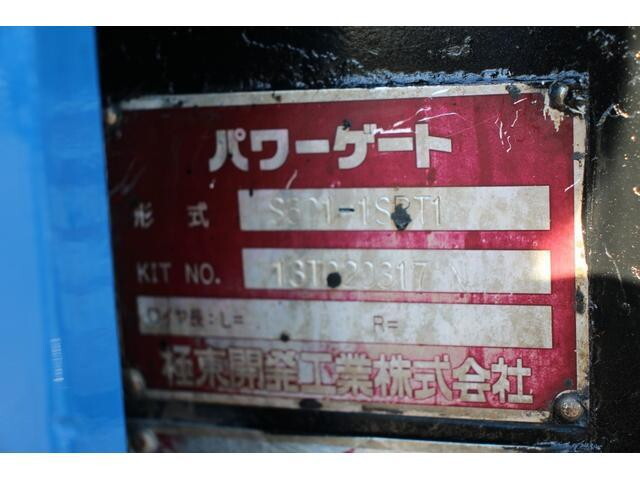 パワーゲート
形式
KIT NO.
ワイヤ長:L= R=
極東開発工業株式会社